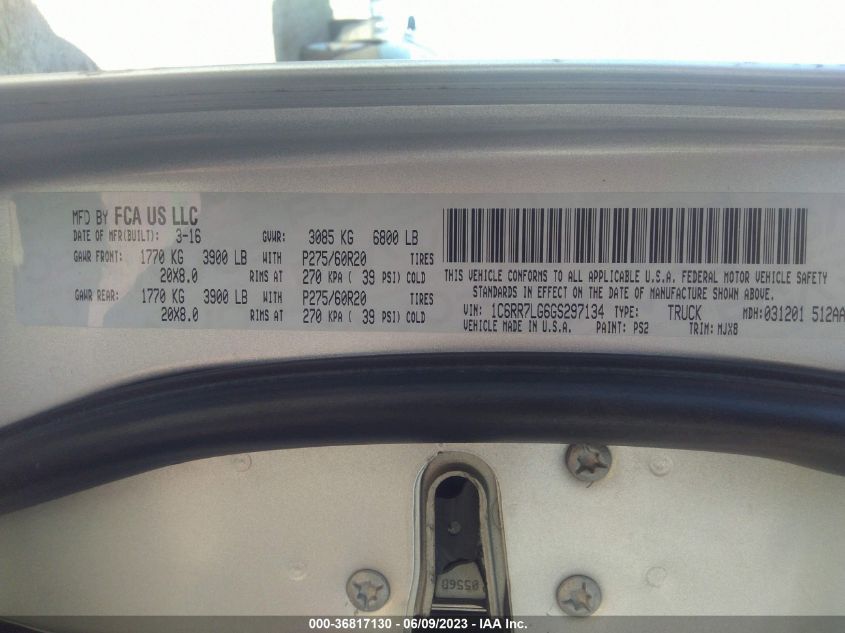 MFD BY FCA US LLC
DATE OF MFR(BUILT): 3-16 GVWR: 3085 KG 6800 LB
GAWR FRONT: 1770 KG 3900 LB WITH P275/60R20 TIRES
20X8.0 RIMS AT 270 KPA ( 39 PSI) COLD
GAWR REAR: 1770 KG 3900 LB WITH P275/60R20 TIRES
20X8.0 RIMS AT 270 KPA ( 39 PSI) COLD
THIS VEHICLE CONFORMS TO ALL APPLICABLE U.S.A. FEDERAL MOTOR VEHICLE SAFETY
STANDARDS IN EFFECT ON THE DATE OF MANUFACTURE SHOWN ABOVE.
VIN: 1C6RR7LG6GS297134 TYPE: TRUCK MDH: 031201 512AA
VEHICLE MADE IN U.S.A. PAINT: PS2 TRIM: MJX8
0556B
000-36817130 - 06/09/2023 - IAA Inc.